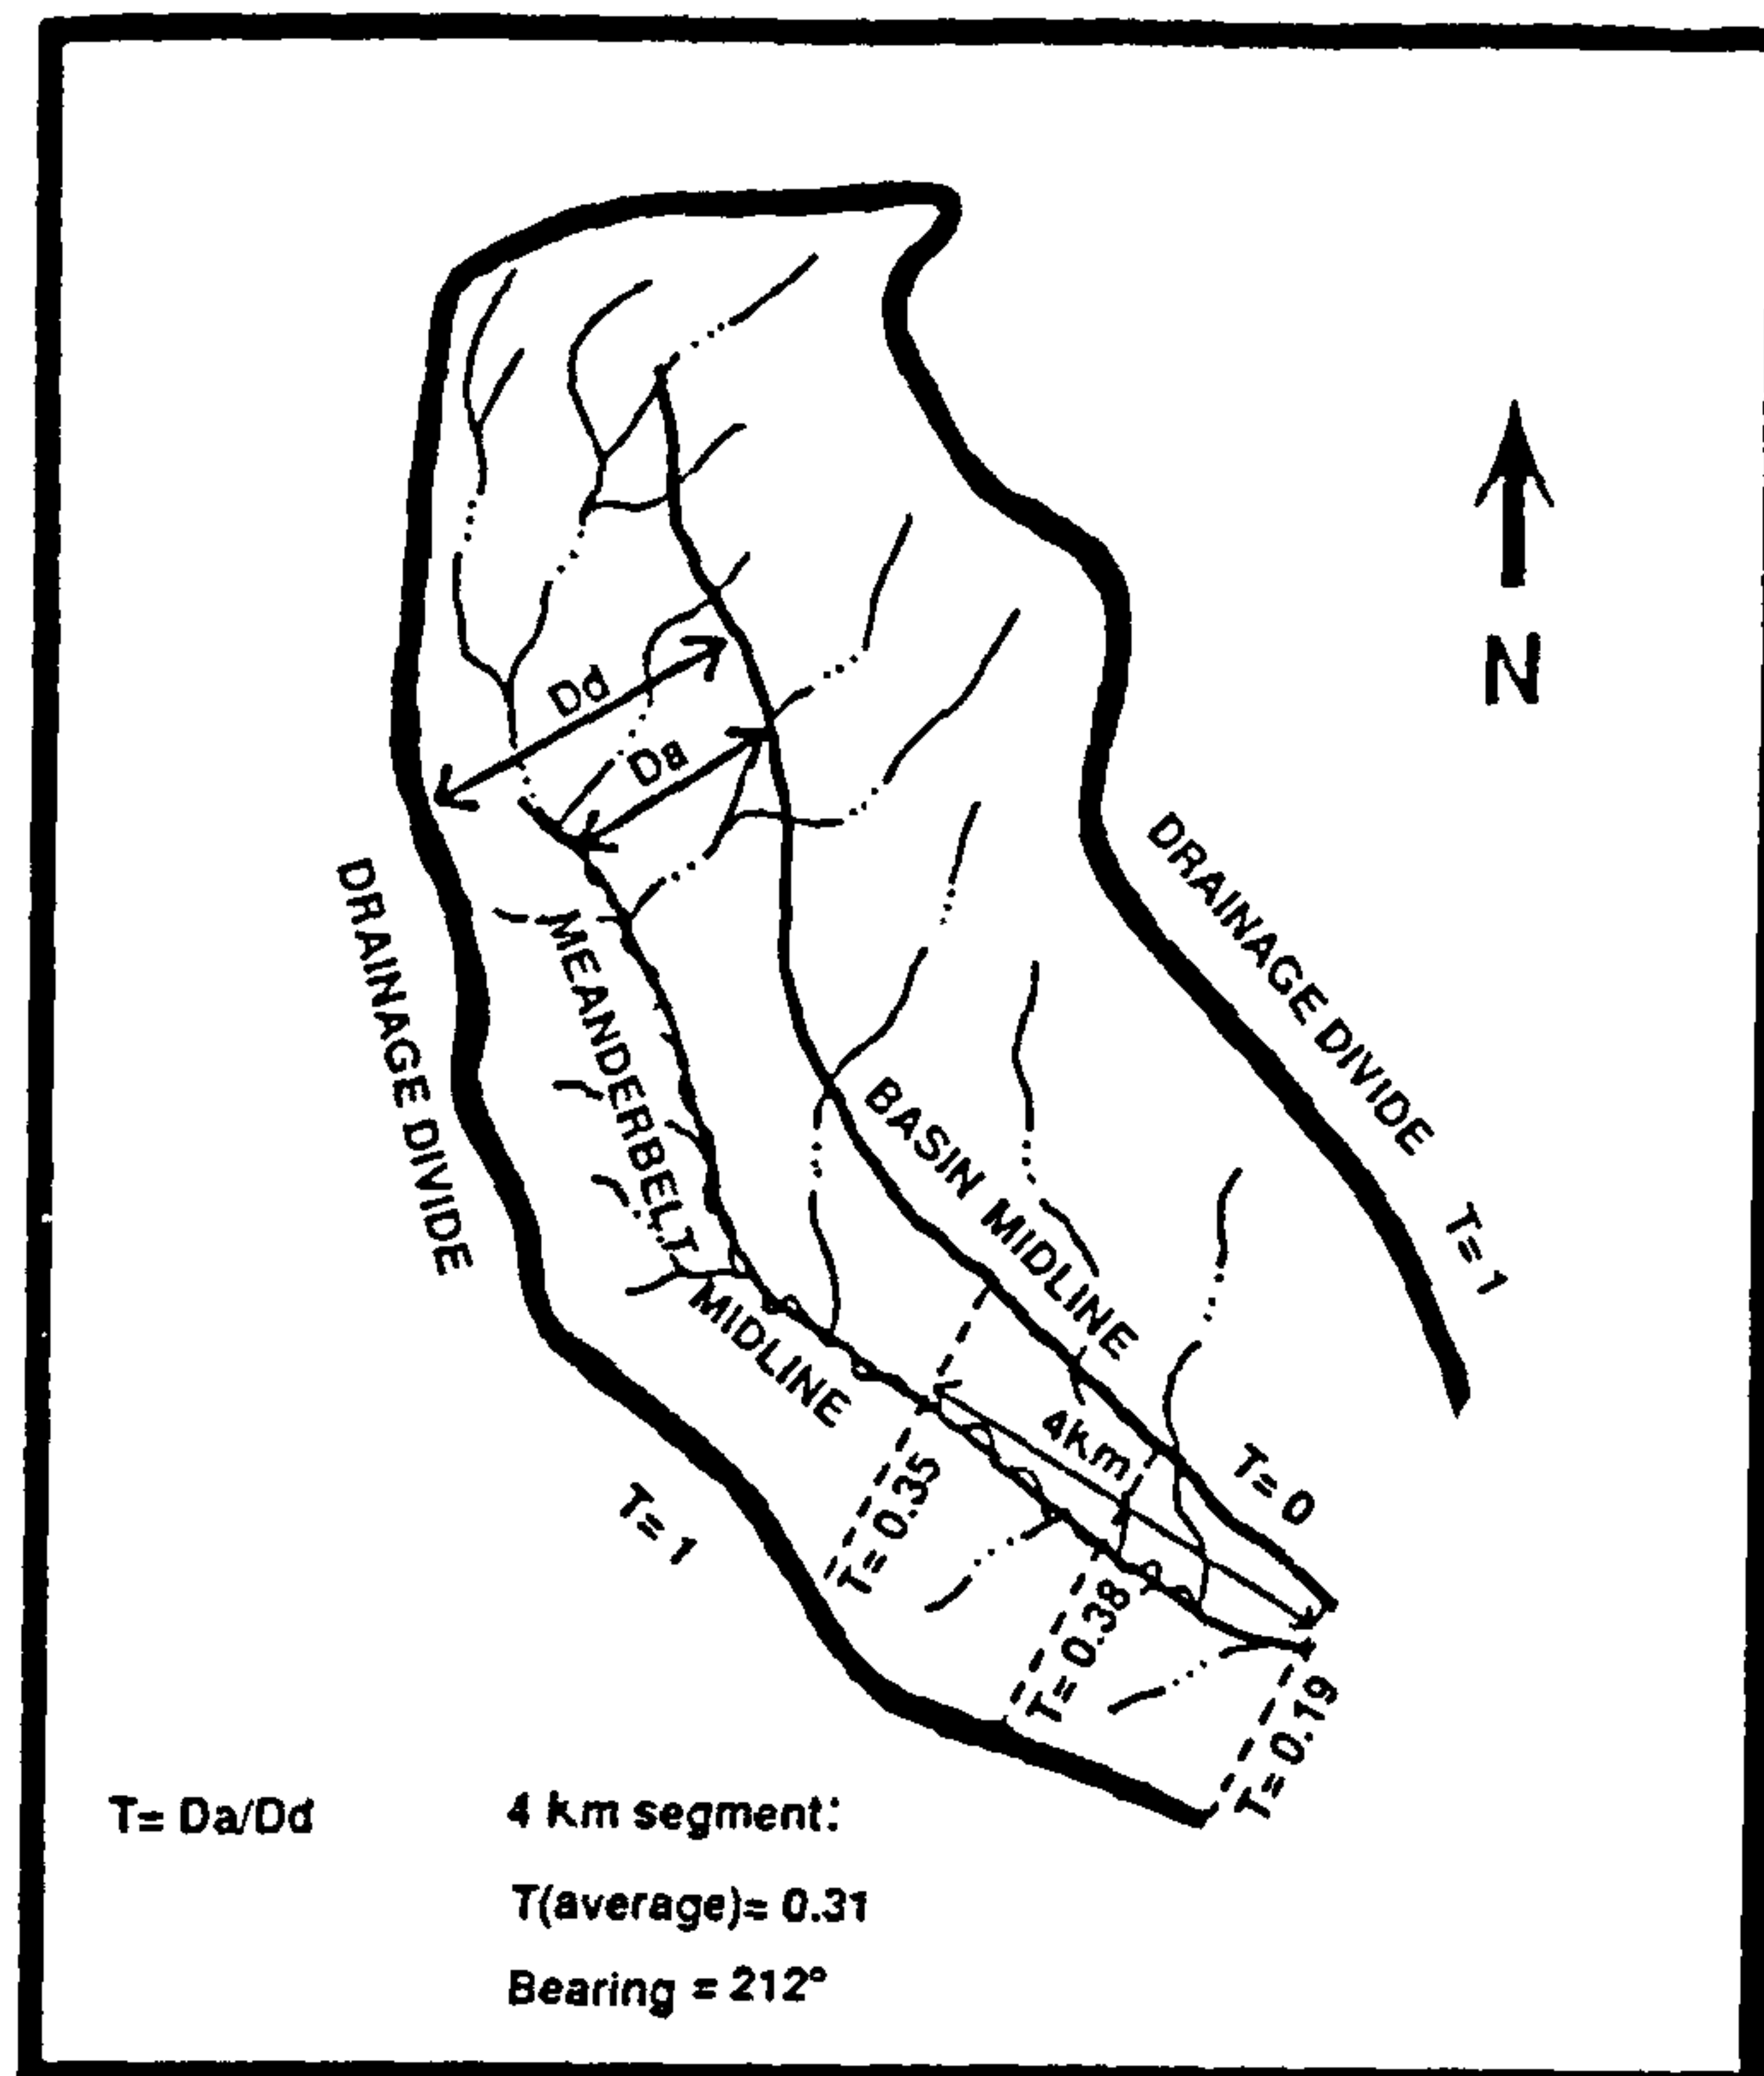 N
Dd
Da
DRAINAGE DIVIDE
DRAINAGE DIVIDE
MEANDERBELT MIDLINE
BASIN MIDLINE
T= 1
4km
T= 0
T= 0.35
T= 1
T= 0.38
T= 0.19
T= Da/Dd
4 km segment:
T(average)= 0.31
Bearing = 212°